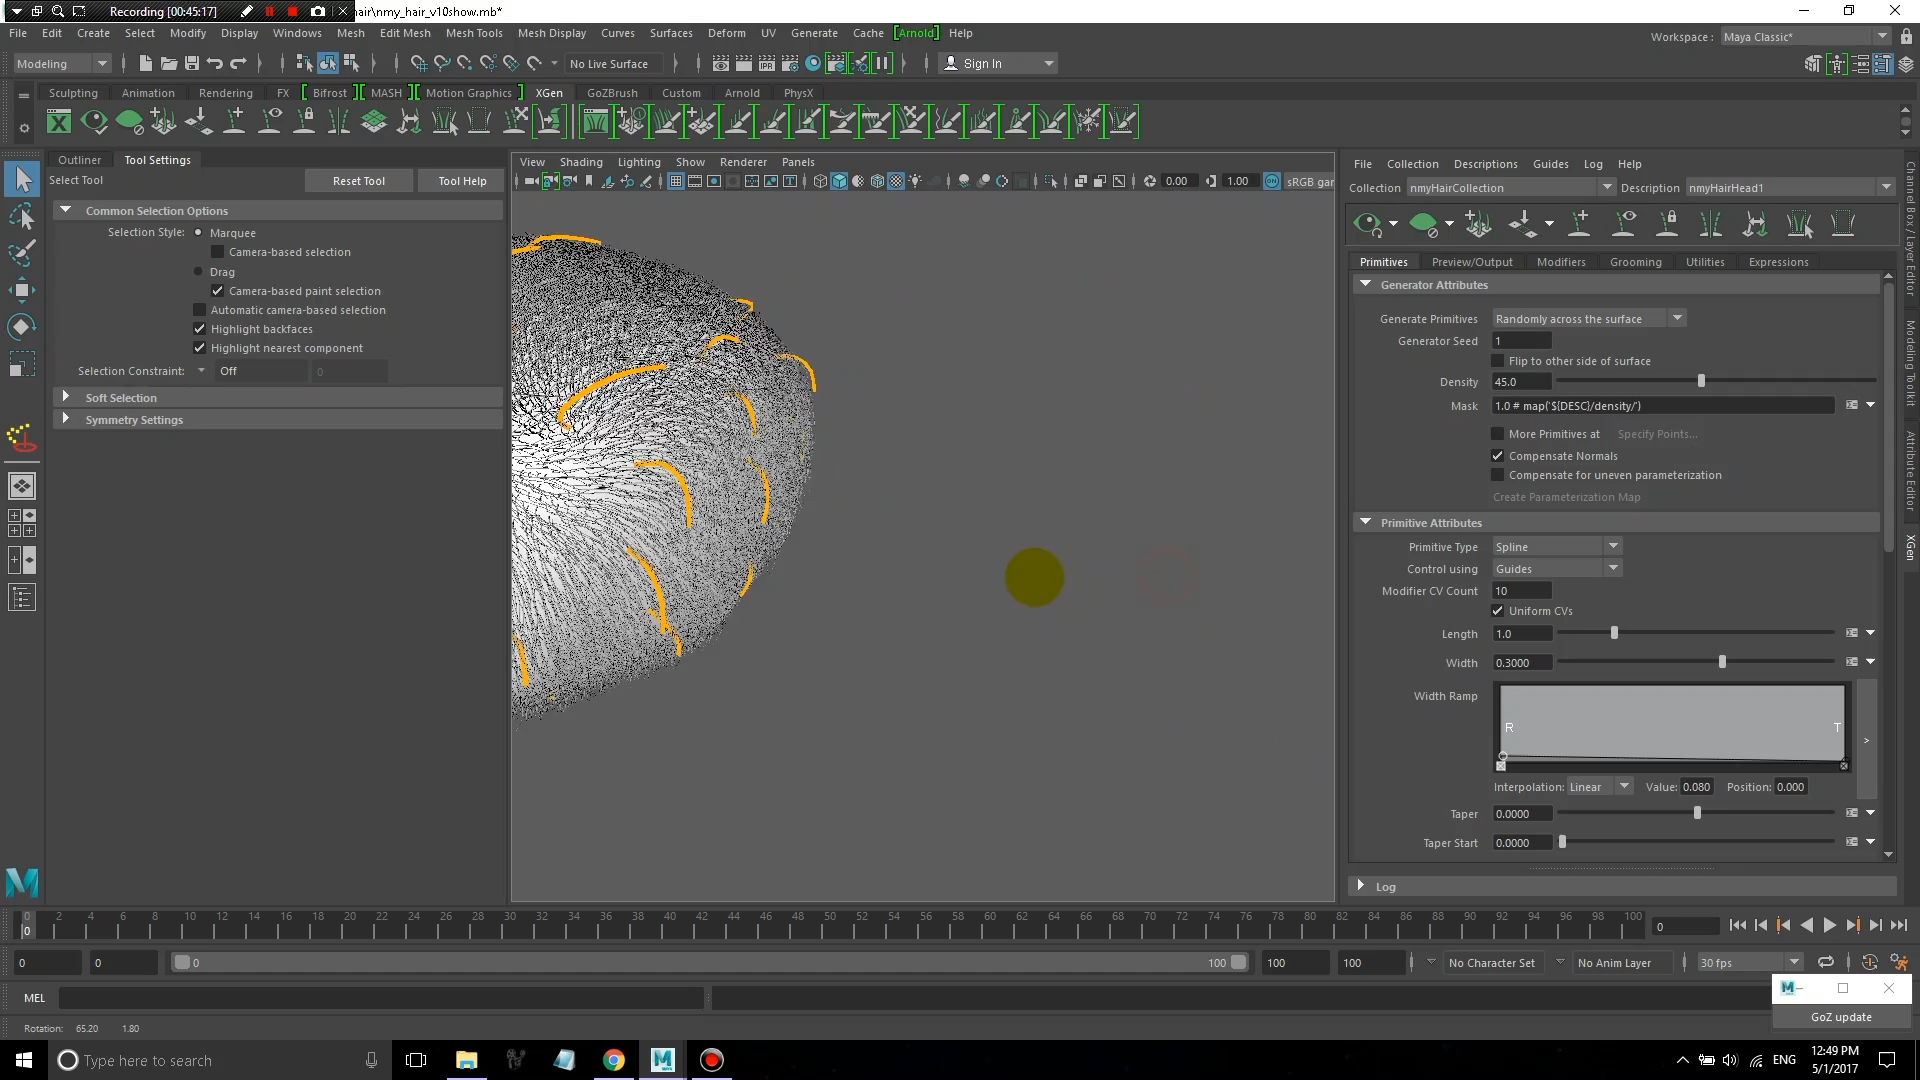 Recording [00:45:17]
hair\nmy_hair_v10show.mb*
File Edit Create Select Modify Display Windows Mesh Edit Mesh Mesh Tools Mesh Display Curves Surfaces Deform UV Generate Cache [Arnold] Help
Workspace : Maya Classic*
Modeling No Live Surface Sign In
Sculpting Animation Rendering FX [ Bifrost ] [ MASH ] [ Motion Graphics ] XGen GoZBrush Custom Arnold PhysX
Outliner Tool Settings
Select Tool Reset Tool Tool Help
Common Selection Options
Selection Style: Marquee
Camera-based selection
Drag
Camera-based paint selection
Automatic camera-based selection
Highlight backfaces
Highlight nearest component
Selection Constraint: Off 0
Soft Selection
Symmetry Settings
View Shading Lighting Show Renderer Panels
0.00 1.00 ON sRGB gar
File Collection Descriptions Guides Log Help
Collection nmyHairCollection Description nmyHairHead1
Primitives Preview/Output Modifiers Grooming Utilities Expressions
Generator Attributes
Generate Primitives Randomly across the surface
Generator Seed 1
Flip to other side of surface
Density 45.0
Mask 1.0 # map('${DESC}/density/')
More Primitives at Specify Points...
Compensate Normals
Compensate for uneven parameterization
Create Parameterization Map
Primitive Attributes
Primitive Type Spline
Control using Guides
Modifier CV Count 10
Uniform CVs
Length 1.0
Width 0.3000
Width Ramp
R T
>
Interpolation: Linear Value: 0.080 Position: 0.000
Taper 0.0000
Taper Start 0.0000
Log
Channel Box / Layer Editor
Modeling Toolkit
Attribute Editor
XGen
0 2 4 6 8 10 12 14 16 18 20 22 24 26 28 30 32 34 36 38 40 42 44 46 48 50 52 54 56 58 60 62 64 66 68 70 72 74 76 78 80 82 84 86 88 90 92 94 96 98 100
0 0
0 0 0 100 100 100 No Character Set No Anim Layer 30 fps
MEL
GoZ update
Rotation: 65.20 1.80
Type here to search
ENG
12:49 PM
5/1/2017